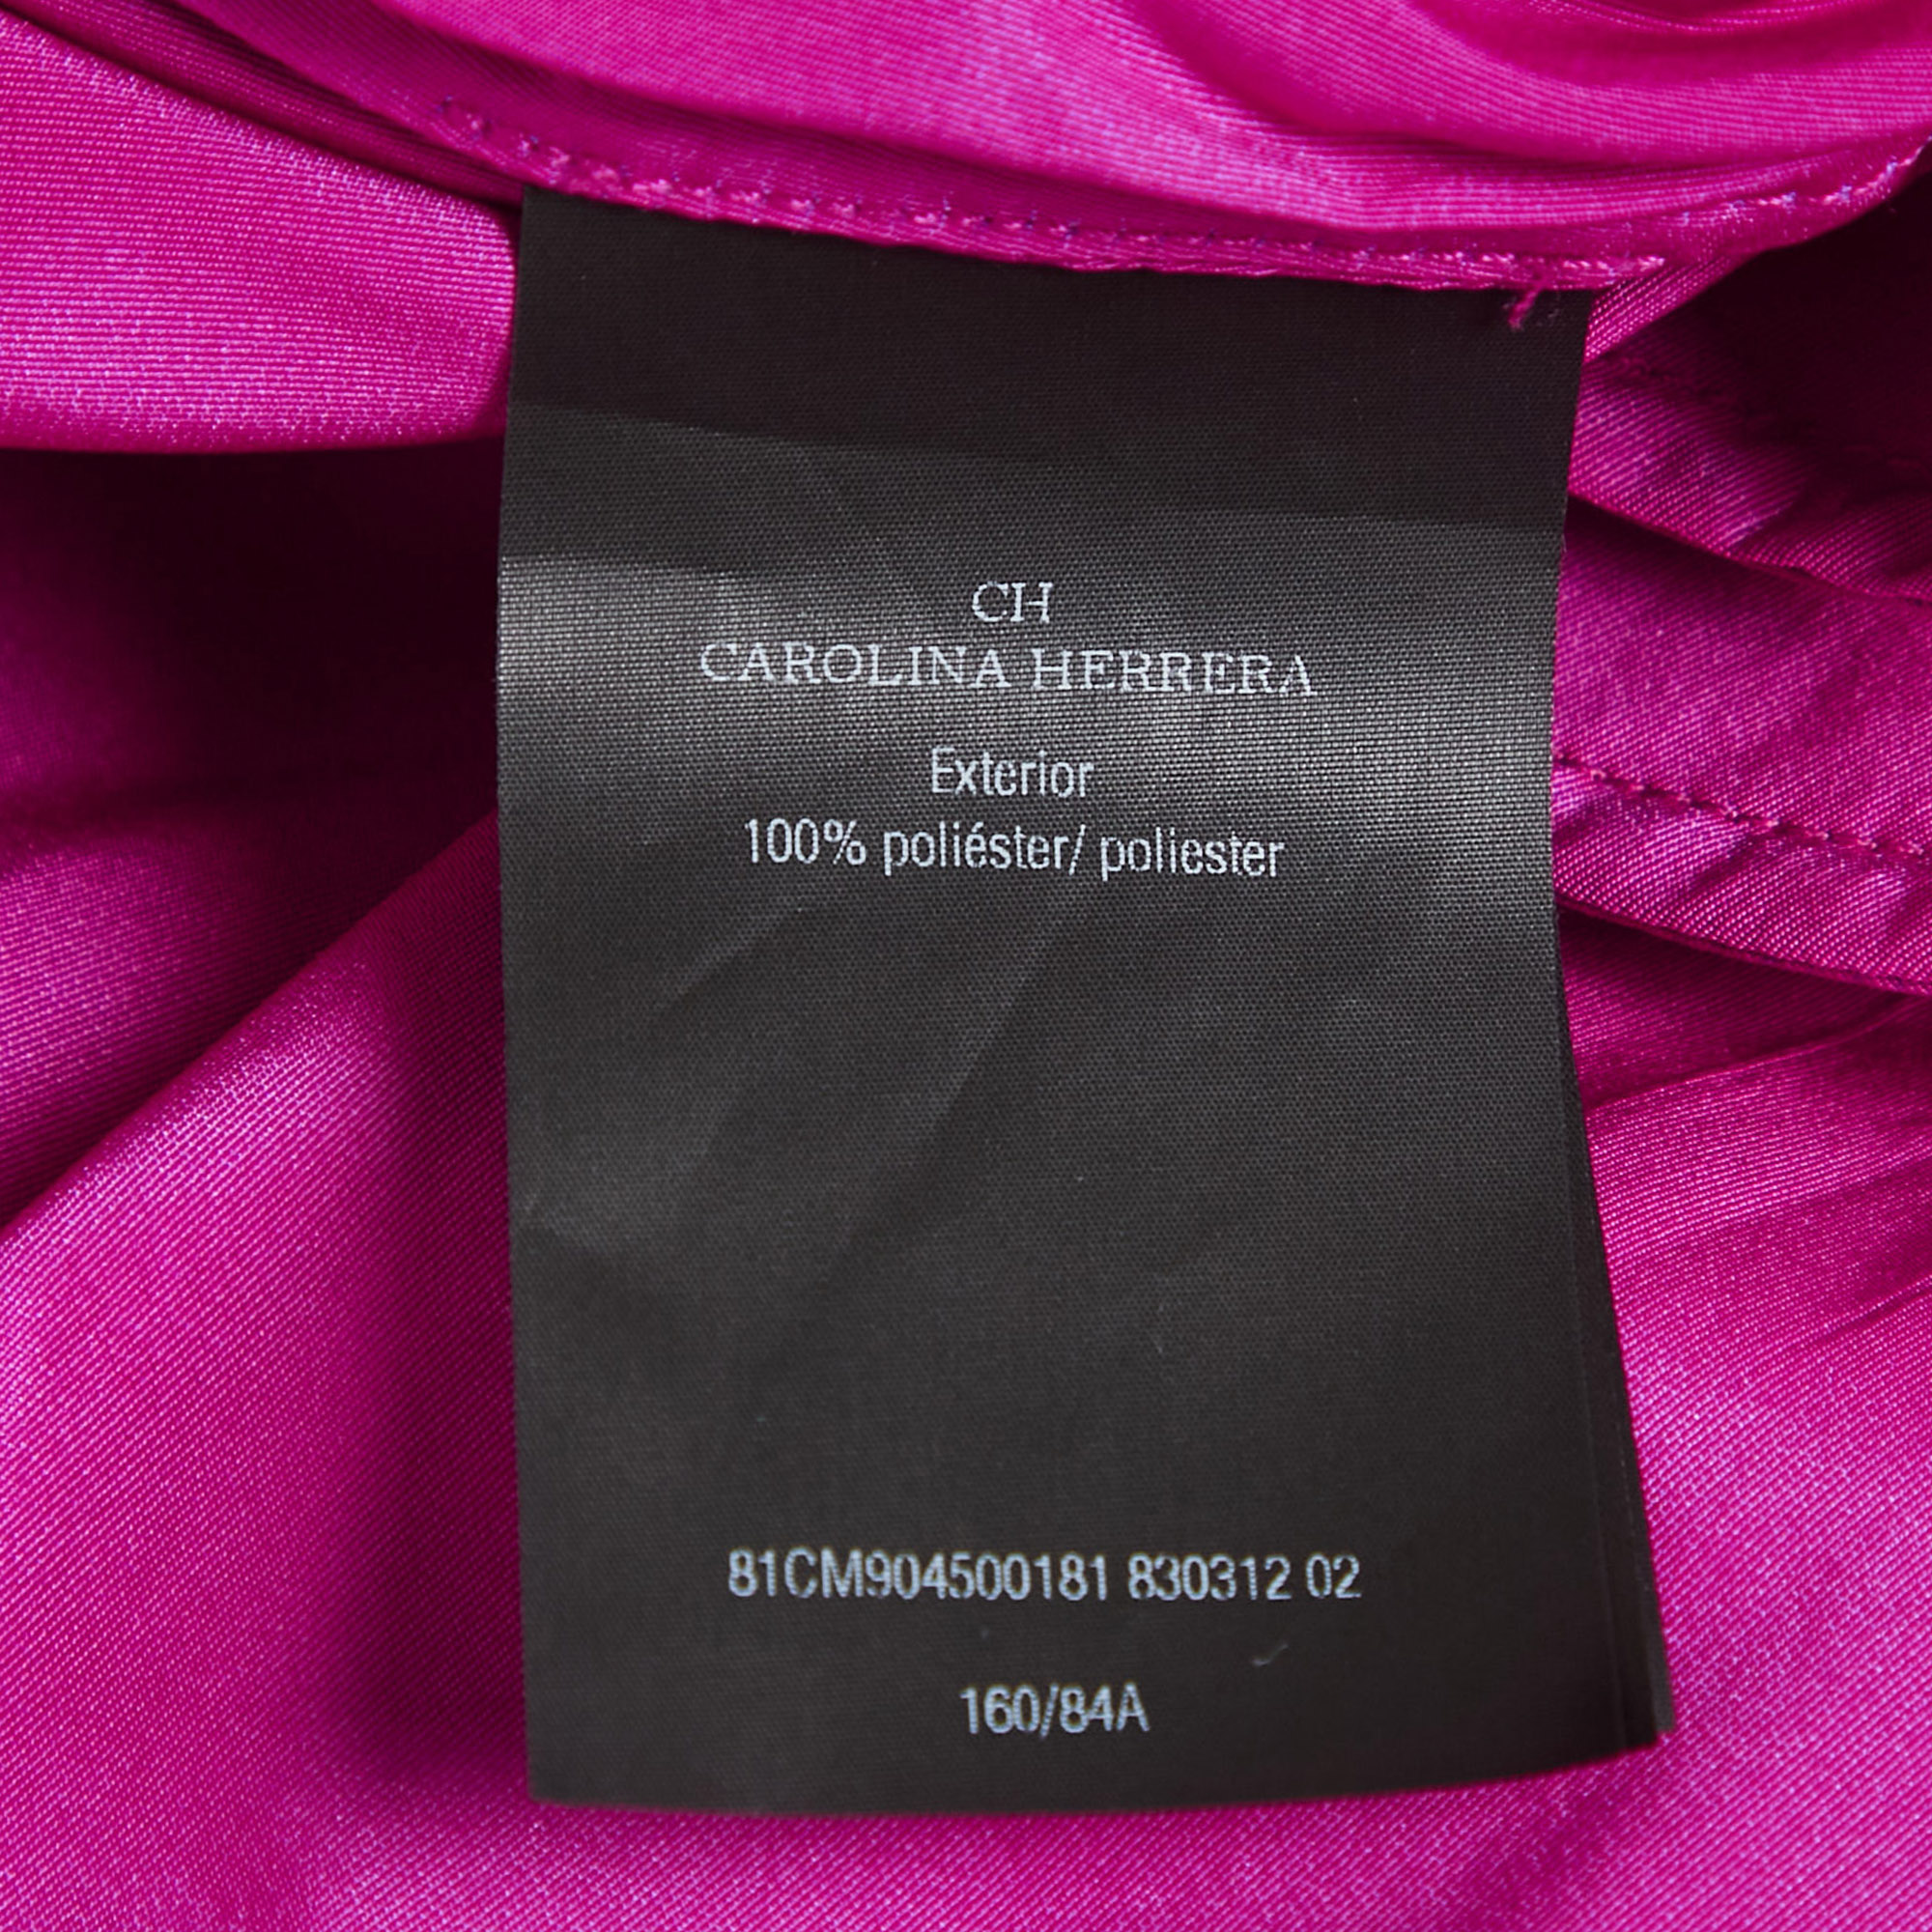 CH
CAROLINA HERRERA
Exterior
100% poliéster/ poliester
81CM904500181 830312 02
160/84A